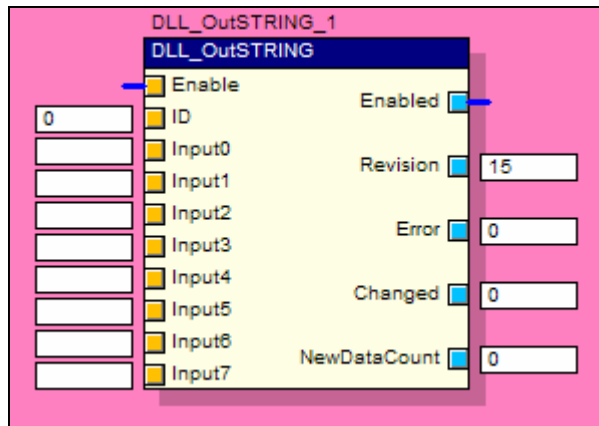 DLL_OutSTRING_1
DLL_OutSTRING
Enable
Enabled
0 ID
Input0
Revision 15
Input1
Input2
Error 0
Input3
Input4
Changed 0
Input5
Input6
NewDataCount 0
Input7